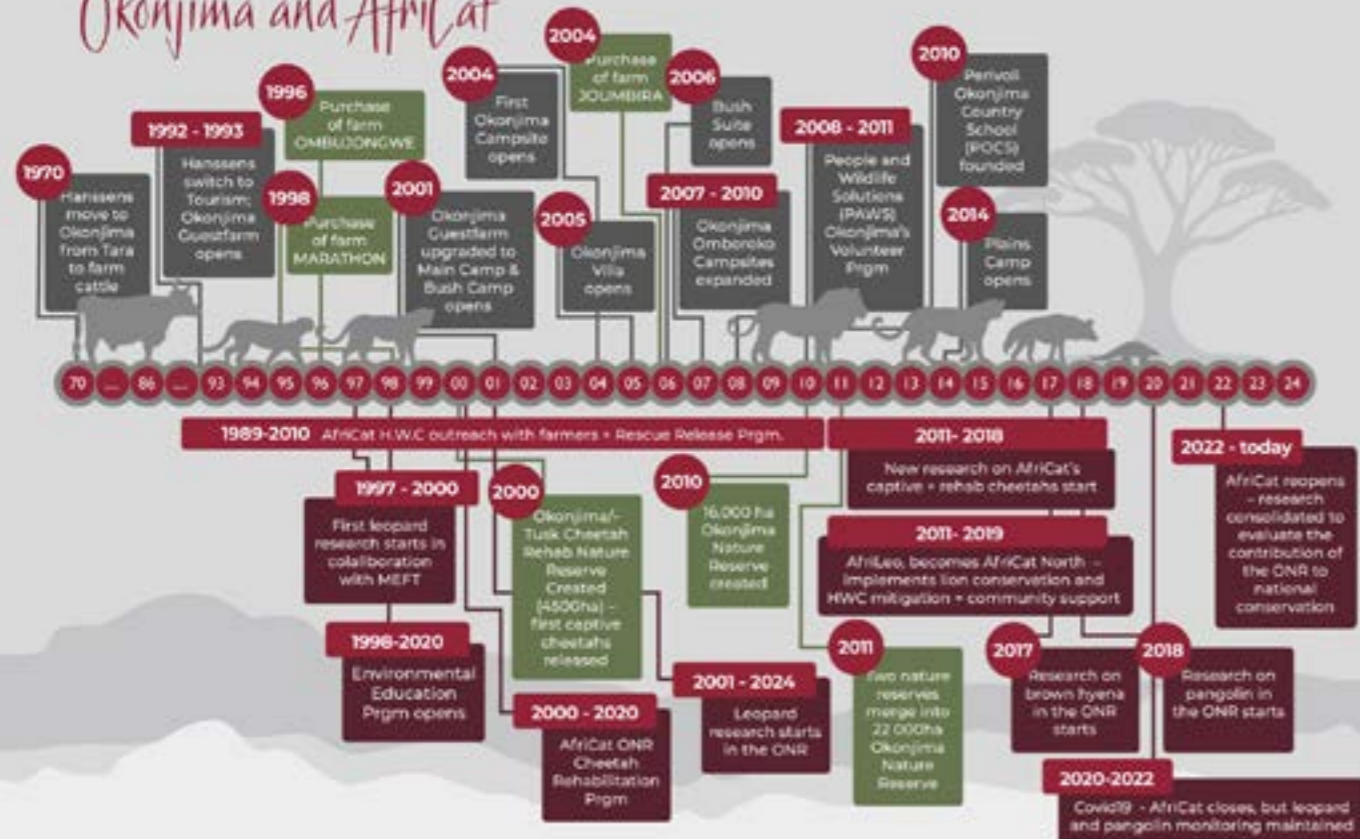 Okonjima and AfriCat
1970
Hanssens
move to
Okonjima
from Tara
to farm
cattle
1992 - 1993
Hanssens
switch to
Tourism;
Okonjima
Guestfarm
opens
1996
Purchase
of farm
OMBUJONGWE
1998
Purchase
of farm
MARATHON
2001
Okonjima
Guestfarm
upgraded to
Main Camp &
Bush Camp
opens
2004
First
Okonjima
Campsite
opens
2004
Purchase
of farm
JOUMBIRA
2005
Okonjima
Villa
opens
2006
Bush
Suite
opens
2007 - 2010
Okonjima
Omboroko
Campsites
expanded
2008 - 2011
People and
Wildlife
Solutions
(PAWS)
Okonjima's
Volunteer
Prgm
2010
Perivoli
Okonjima
Country
School
(POCS)
founded
2014
Plains
Camp
opens
70 ... 86 ... 93 94 95 96 97 98 99 00 01 02 03 04 05 06 07 08 09 10 11 12 13 14 15 16 17 18 19 20 21 22 23 24
1989-2010 AfriCat H.W.C outreach with farmers + Rescue Release Prgm.
1997 - 2000
First leopard
research starts in
colaliboration
with MEFT
1998-2020
Environmental
Education
Prgm opens
2000
Okonjima/-
Tusk Cheetah
Rehab Nature
Reserve
Created
(4500ha) -
first captive
cheetahs
released
2000 - 2020
AfriCat ONR
Cheetah
Rehabilitation
Prgm
2001 - 2024
Leopard
research starts
in the ONR
2010
16,000 ha
Okonjima
Nature
Reserve
created
2011- 2018
New research on AfriCat's
captive + rehab cheetahs start
2011- 2019
AfriLeo, becomes AfriCat North -
implements lion conservation and
HWC mitigation + community support
2011
Two nature
reserves
merge into
22 000ha
Okonjima
Nature
Reserve
2017
Research on
brown hyena
in the ONR
starts
2018
Research on
pangolin in
the ONR starts
2020-2022
Covid19 - AfriCat closes, but leopard
and pangolin monitoring maintained
2022 - today
AfriCat reopens
- research
consolidated to
evaluate the
contribution of
the ONR to
national
conservation